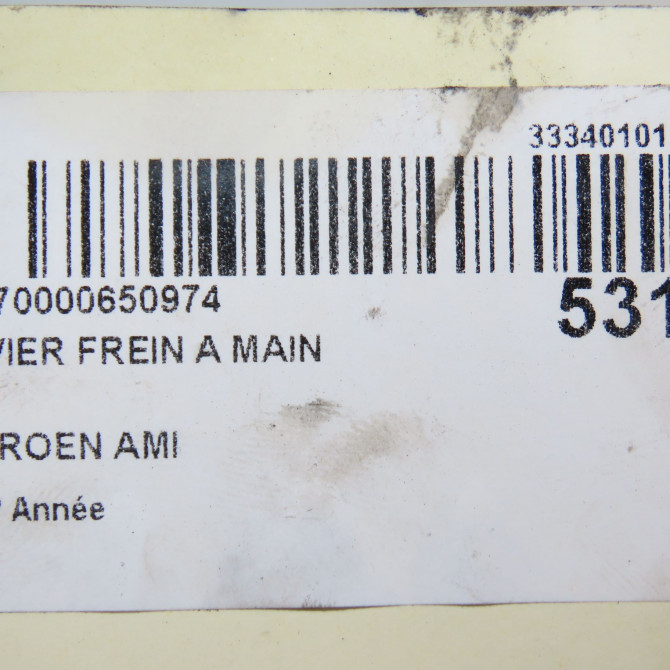 33340101
70000650974
531
VIER FREIN A MAIN
ROEN AMI
Année